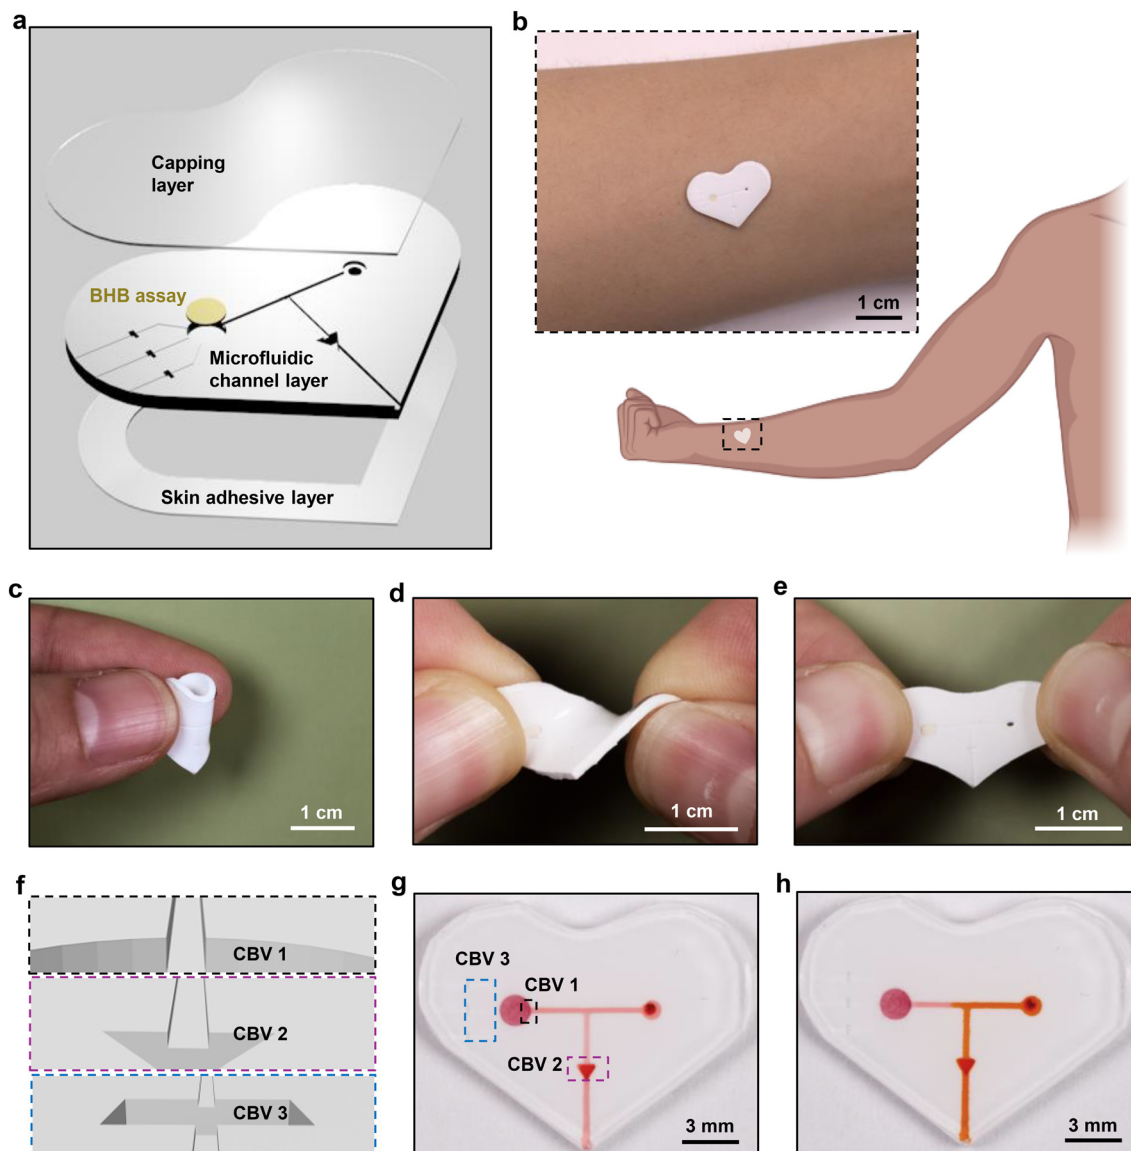 a
Capping
layer
BHB assay
Microfluidic
channel layer
Skin adhesive layer
b
1 cm
c
1 cm
d
1 cm
e
1 cm
f
CBV 1
CBV 2
CBV 3
g
CBV 3
CBV 1
CBV 2
3 mm
h
3 mm